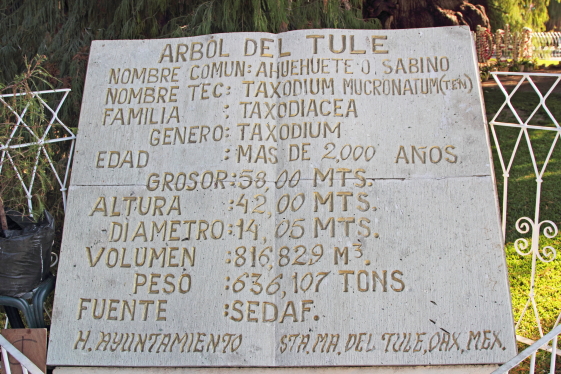 ARBOL DEL TULE
NOMBRE COMUN: AHUEHUETE O SABINO
NOMBRE TEC: TAXODIUM MUCRONATUM (TEN)
FAMILIA : TAXODIACEA
GENERO: TAXODIUM
EDAD : MAS DE 2,000 AÑOS.
GROSOR: 58,00 MTS.
ALTURA : 42,00 MTS.
DIAMETRO: 14,05 MTS.
VOLUMEN : 816.829 M3.
PESO : 636,107 TONS.
FUENTE : SEDAF.
H. AYUNTAMIENTO STA. MA. DEL TULE, OAX. MEX.